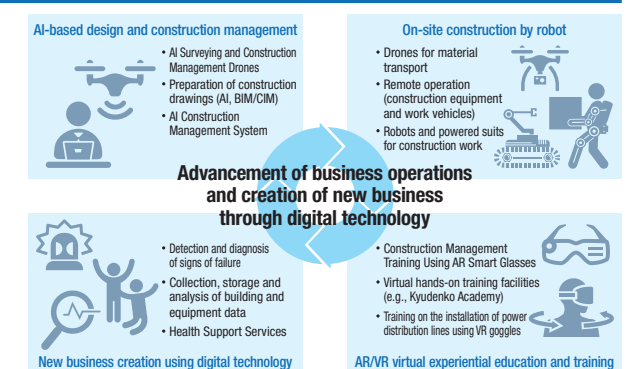 AI-based design and construction management
• AI Surveying and Construction
Management Drones
• Preparation of construction
drawings (AI, BIM/CIM)
• AI Construction
Management System
On-site construction by robot
• Drones for material
transport
• Remote operation
(construction equipment
and work vehicles)
• Robots and powered suits
for construction work
Advancement of business operations
and creation of new business
through digital technology
• Detection and diagnosis
of signs of failure
• Collection, storage and
analysis of building and
equipment data
• Health Support Services
New business creation using digital technology
• Construction Management
Training Using AR Smart Glasses
• Virtual hands-on training facilities
(e.g., Kyudenko Academy)
• Training on the installation of power
distribution lines using VR goggles
AR/VR virtual experiential education and training